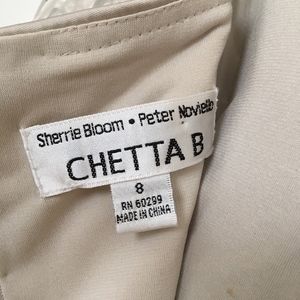 Sherrie Bloom • Peter Noviello
CHETTA B
8
RN 60299
MADE IN CHINA